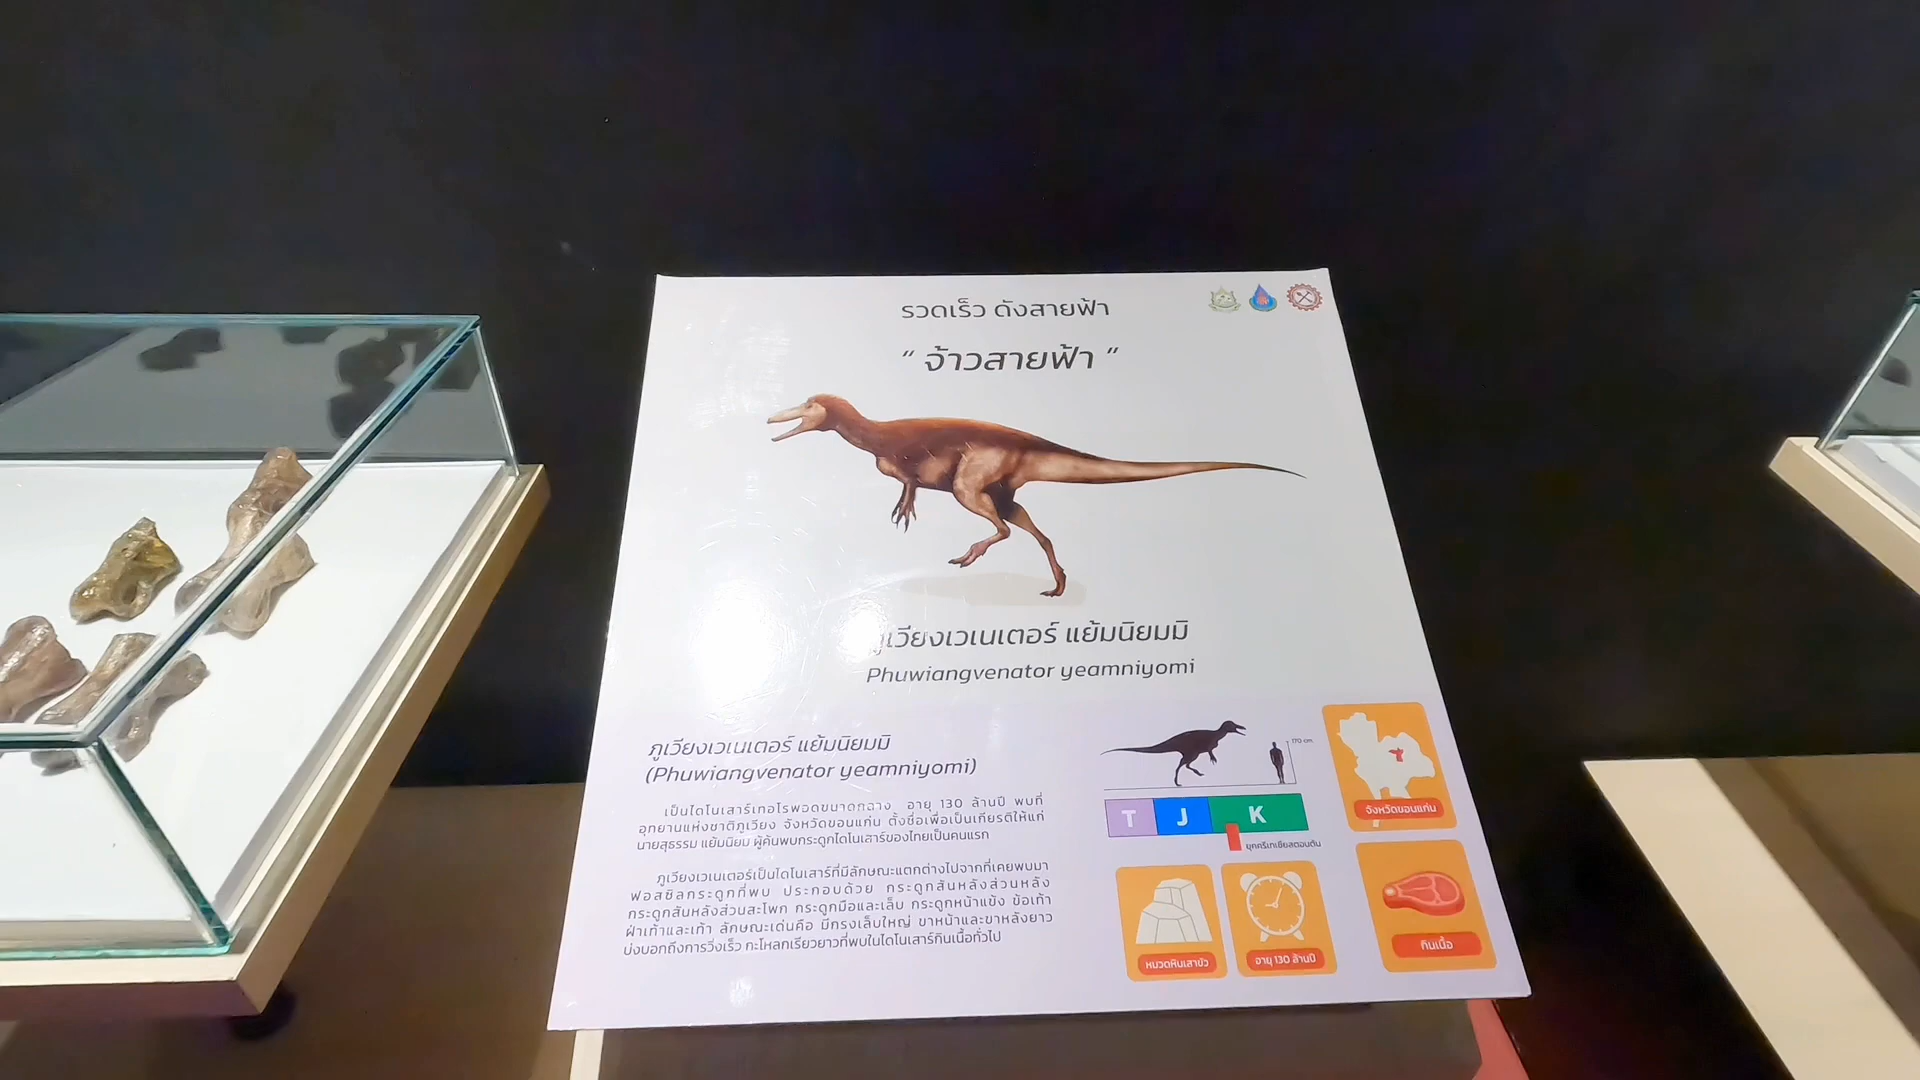 รวดเร็ว ดังสายฟ้า
“ จ้าวสายฟ้า ”
ภูเวียงเวเนเตอร์ แย้มนิยมมิ
Phuwiangvenator yeamniyomi
ภูเวียงเวเนเตอร์ แย้มนิยมมิ
(Phuwiangvenator yeamniyomi)
เป็นไดโนเสาร์เทอโรพอดขนาดกลาง อายุ 130 ล้านปี พบที่
อุทยานแห่งชาติภูเวียง จังหวัดขอนแก่น ตั้งชื่อเพื่อเป็นเกียรติให้แก่
นายสุธรรม แย้มนิยม ผู้ค้นพบกระดูกไดโนเสาร์ของไทยเป็นคนแรก
ภูเวียงเวเนเตอร์เป็นไดโนเสาร์ที่มีลักษณะแตกต่างไปจากที่เคยพบมา
ฟอสซิลกระดูกที่พบ ประกอบด้วย กระดูกสันหลังส่วนหลัง
กระดูกสันหลังส่วนสะโพก กระดูกมือและเล็บ กระดูกหน้าแข้ง ข้อเท้า
ฝ่าเท้าและเท้า ลักษณะเด่นคือ มีกรงเล็บใหญ่ ขาหน้าและขาหลังยาว
บ่งบอกถึงการวิ่งเร็ว กะโหลกเรียวยาวที่พบในไดโนเสาร์กินเนื้อทั่วไป
170 cm.
T J K
ยุคครีเทเชียสตอนต้น
จังหวัดขอนแก่น
หมวดหินเสาขัว
อายุ 130 ล้านปี
กินเนื้อ